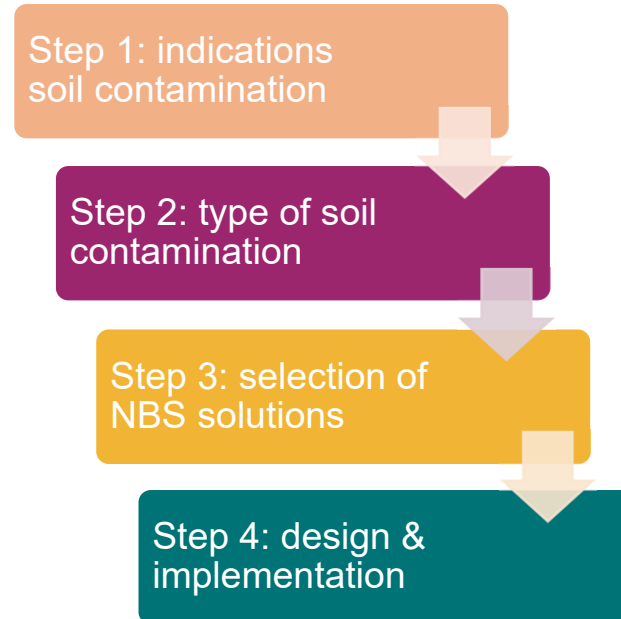 Step 1: indications
soil contamination
Step 2: type of soil
contamination
Step 3: selection of
NBS solutions
Step 4: design &
implementation